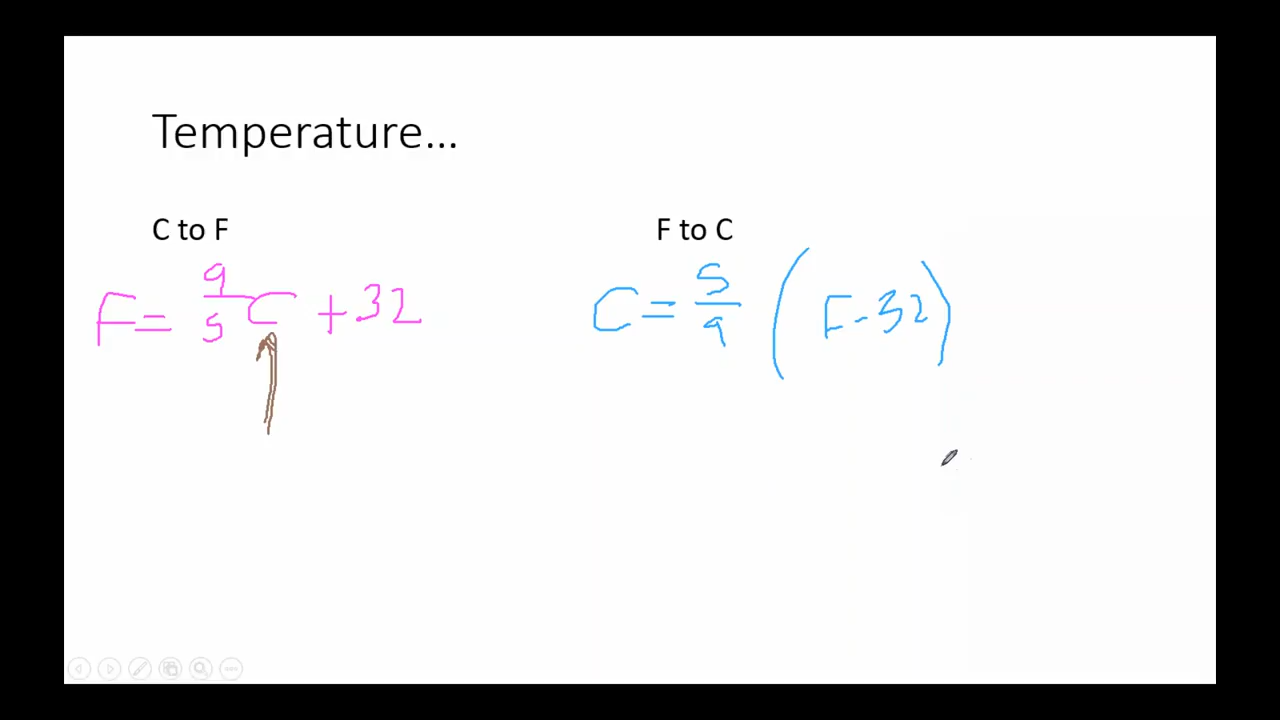 Temperature...
C to F
F = 9/5 C + 32
F to C
C = 5/9 (F - 32)